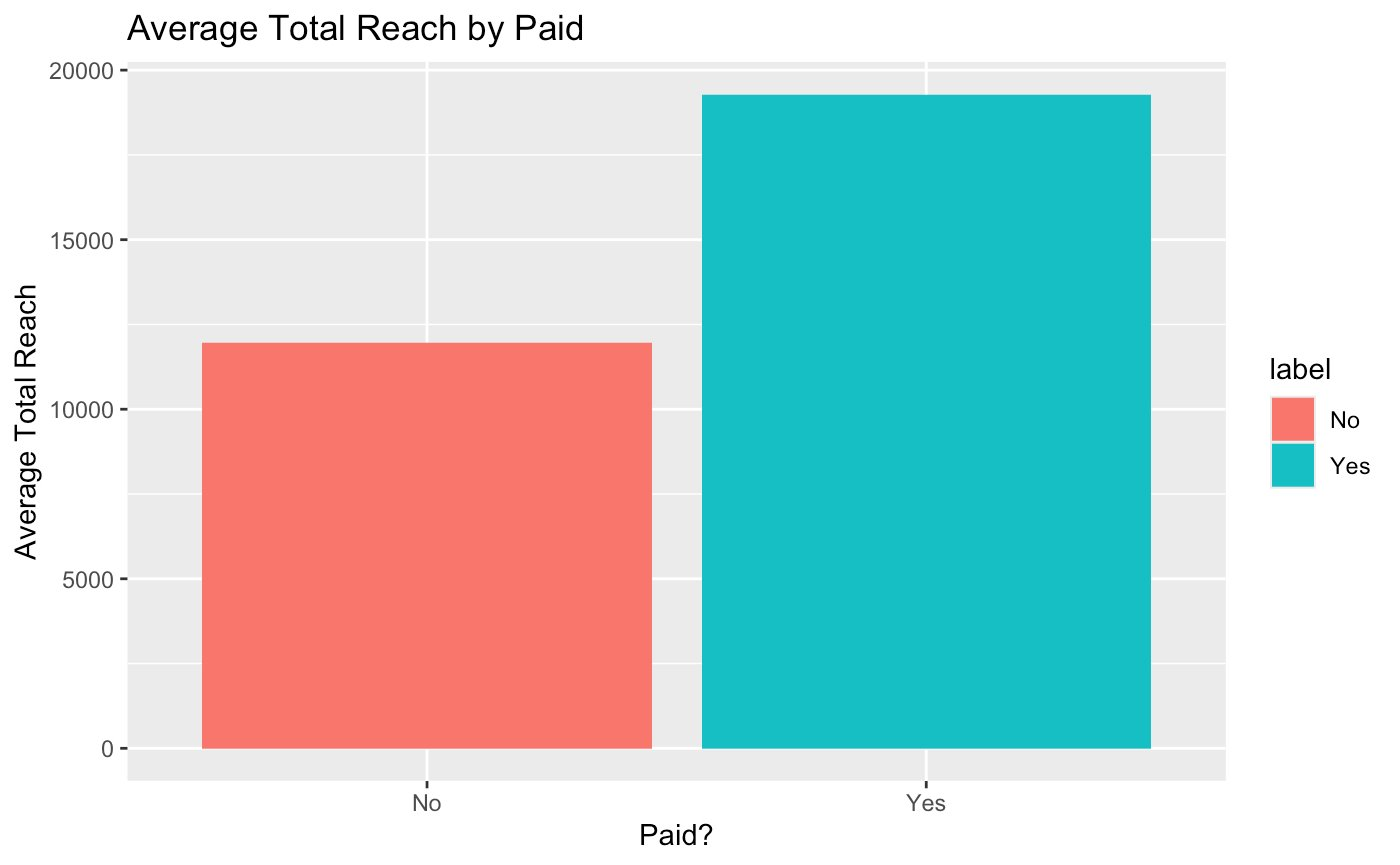 Average Total Reach by Paid
20000
15000
10000
5000
0
Average Total Reach
No
Yes
Paid?
label
No
Yes